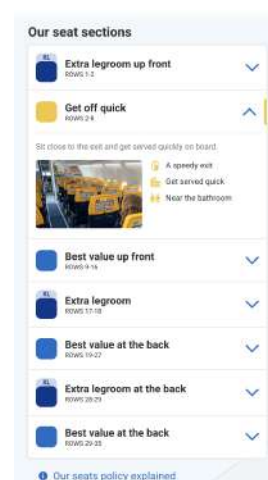 Our seat sections
XL
Extra legroom up front
ROWS 1-2
Get off quick
ROWS 2-8
Sit close to the exit and get served quickly on board.
A speedy exit
Get served quick
Near the bathroom
Best value up front
ROWS 9-16
XL
Extra legroom
ROWS 17-18
Best value at the back
ROWS 19-27
XL
Extra legroom at the back
ROWS 28-29
Best value at the back
ROWS 29-35
Our seats policy explained